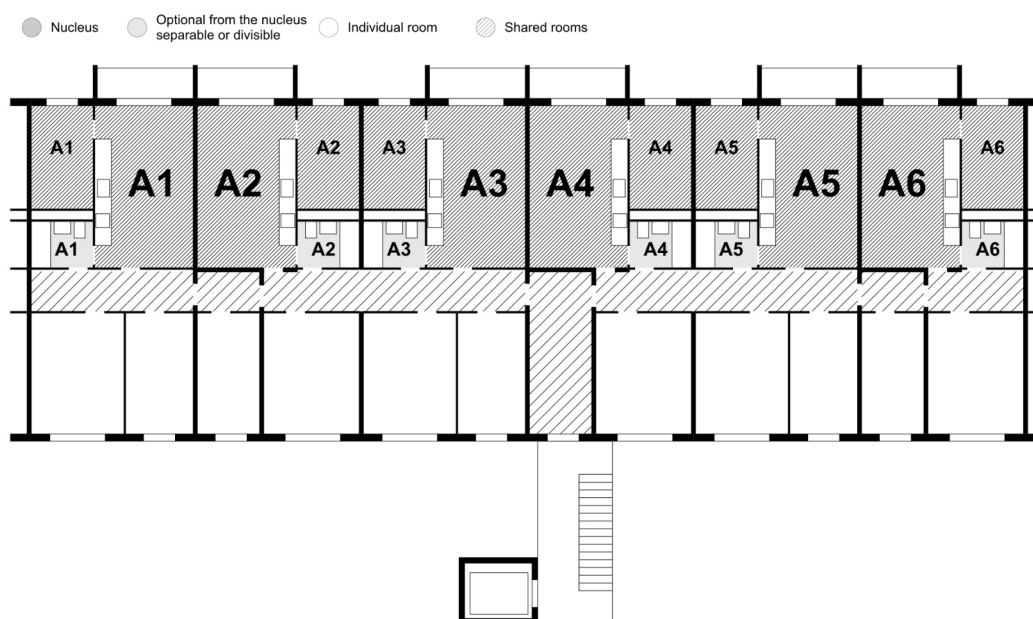 Nucleus
Optional from the nucleus
separable or divisible
Individual room
Shared rooms
A1
A2
A3
A4
A5
A6
A1
A2
A3
A4
A5
A6
A1
A2
A3
A4
A5
A6